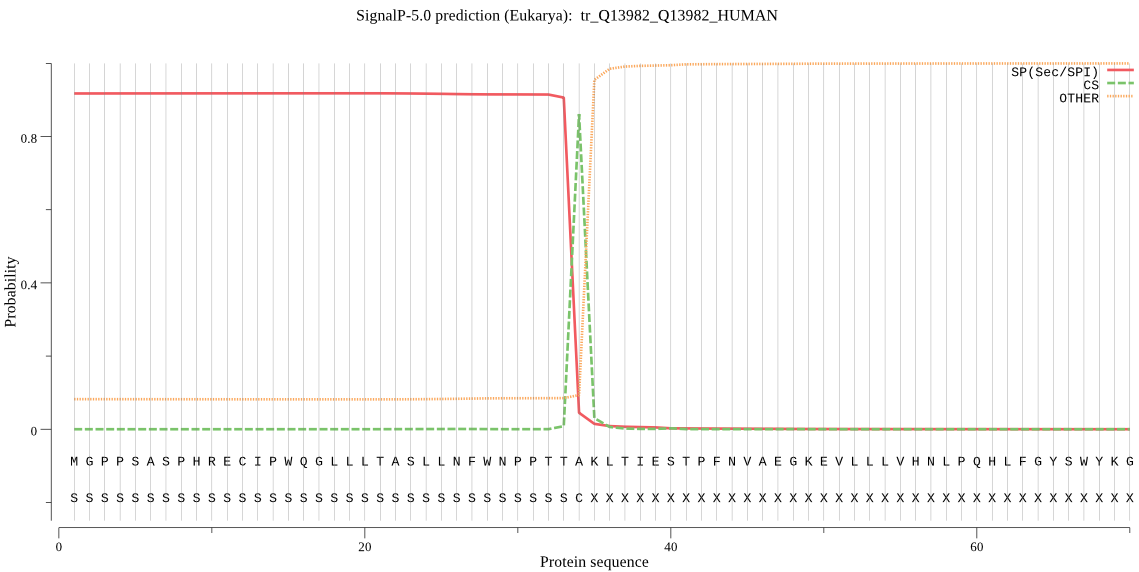 SignalP-5.0 prediction (Eukarya): tr_Q13982_Q13982_HUMAN
SP(Sec/SPI)
CS
OTHER
0.8
0.4
0
Probability
M G P P S A S P H R E C I P W Q G L L L T A S L L N F W N P P T T A K L T I E S T P F N V A E G K E V L L L V H N L P Q H L F G Y S W Y K G
S S S S S S S S S S S S S S S S S S S S S S S S S S S S S S S S S C X X X X X X X X X X X X X X X X X X X X X X X X X X X X X X X X X X X X
0 20 40 60
Protein sequence